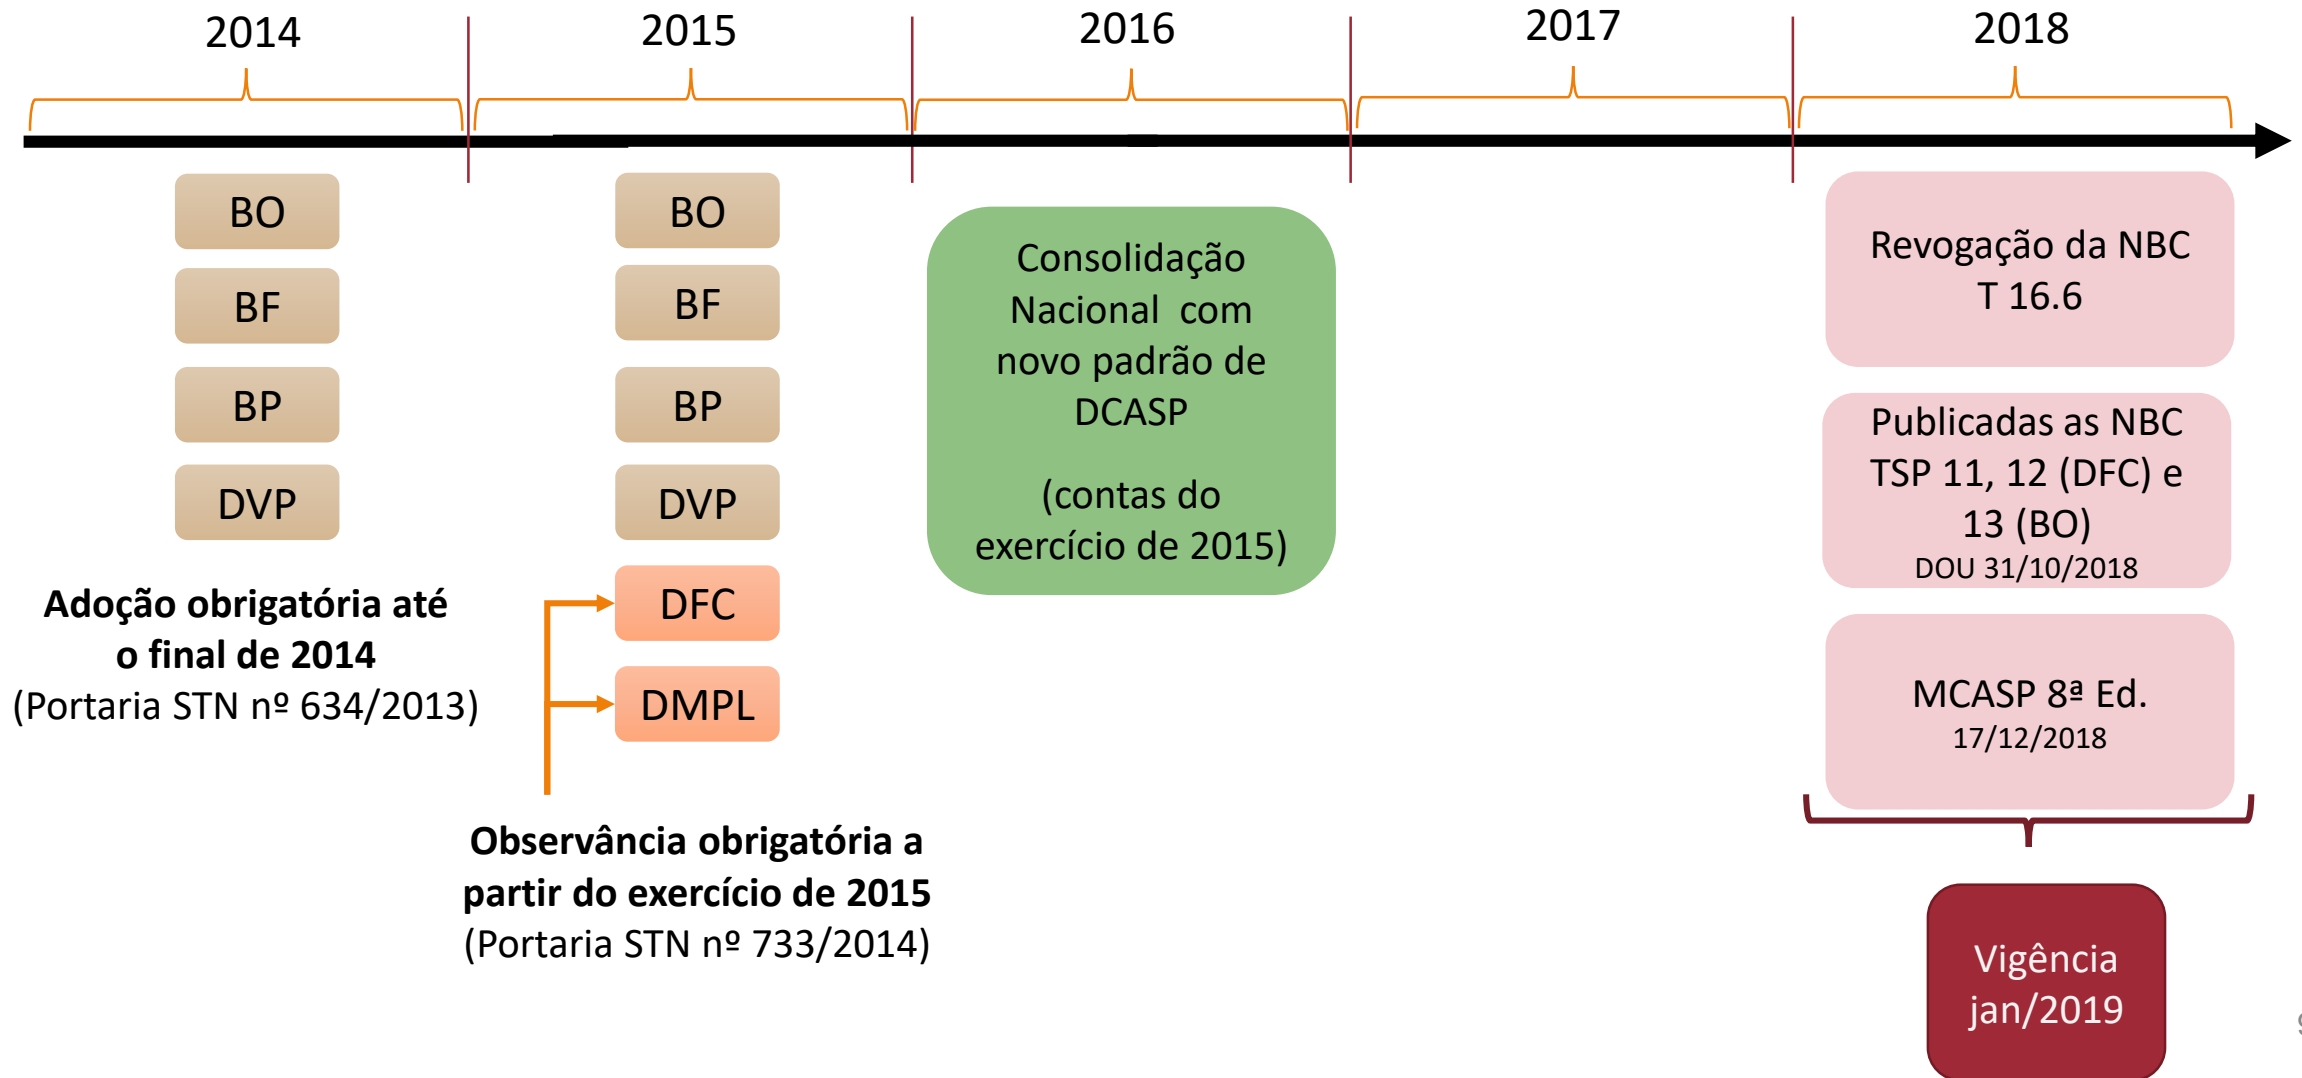 2014
2015
2016
2017
2018
BO
BF
BP
DVP
Adoção obrigatória até
o final de 2014
(Portaria STN nº 634/2013)
BO
BF
BP
DVP
DFC
DMPL
Observância obrigatória a
partir do exercício de 2015
(Portaria STN nº 733/2014)
Consolidação
Nacional com
novo padrão de
DCASP
(contas do
exercício de 2015)
Revogação da NBC
T 16.6
Publicadas as NBC
TSP 11, 12 (DFC) e
13 (BO)
DOU 31/10/2018
MCASP 8ª Ed.
17/12/2018
Vigência
jan/2019